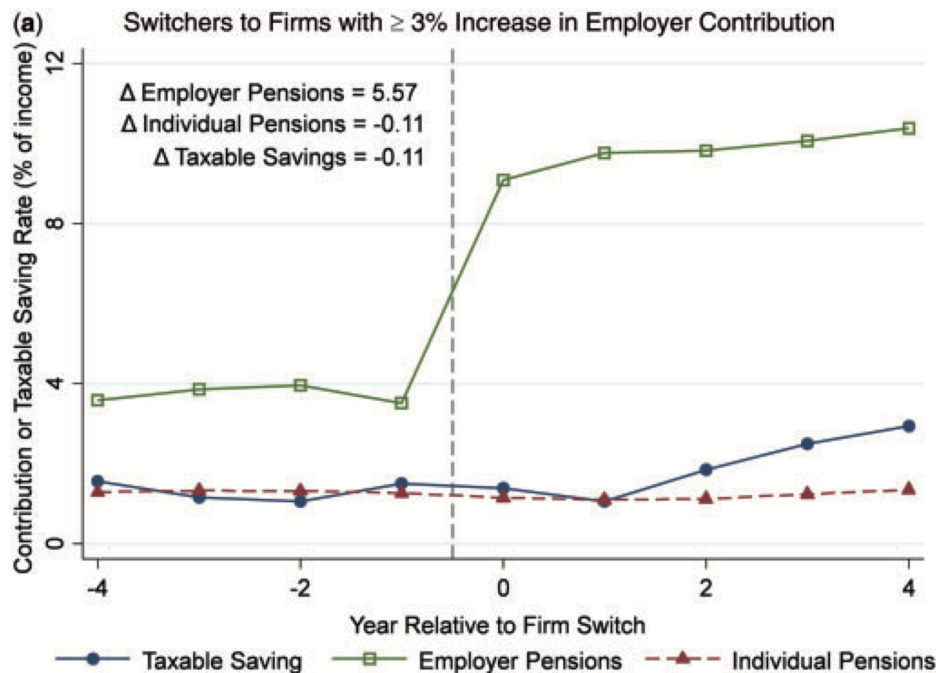 (a) Switchers to Firms with ≥ 3% Increase in Employer Contribution
Contribution or Taxable Saving Rate (% of income)
12
8
4
0
Δ Employer Pensions = 5.57
Δ Individual Pensions = -0.11
Δ Taxable Savings = -0.11
-4 -2 0 2 4
Year Relative to Firm Switch
Taxable Saving Employer Pensions Individual Pensions